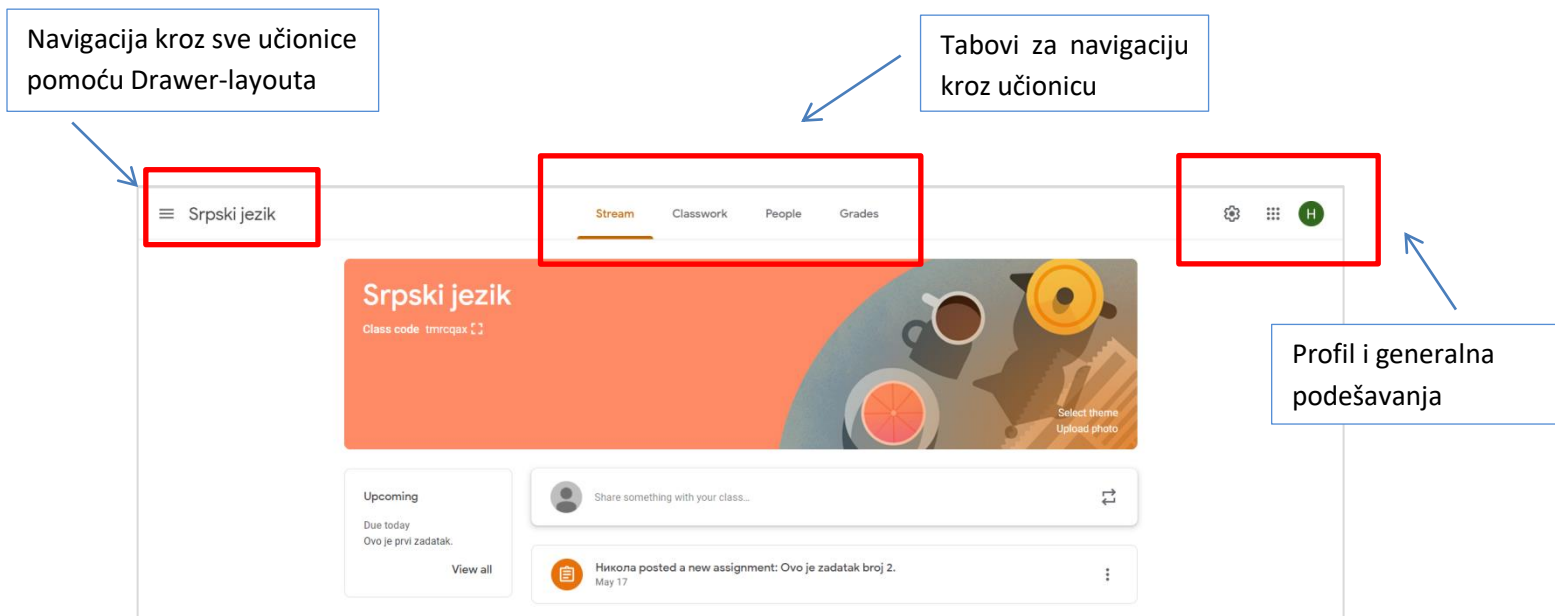 Navigacija kroz sve učionice
pomoću Drawer-layouta
Tabovi za navigaciju
kroz učionicu
Srpski jezik
Stream Classwork People Grades
H
Srpski jezik
Class code tmrcqax
Profil i generalna
podešavanja
Select theme
Upload photo
Upcoming
Due today
Ovo je prvi zadatak.
View all
Share something with your class...
Никола posted a new assignment: Ovo je zadatak broj 2.
May 17